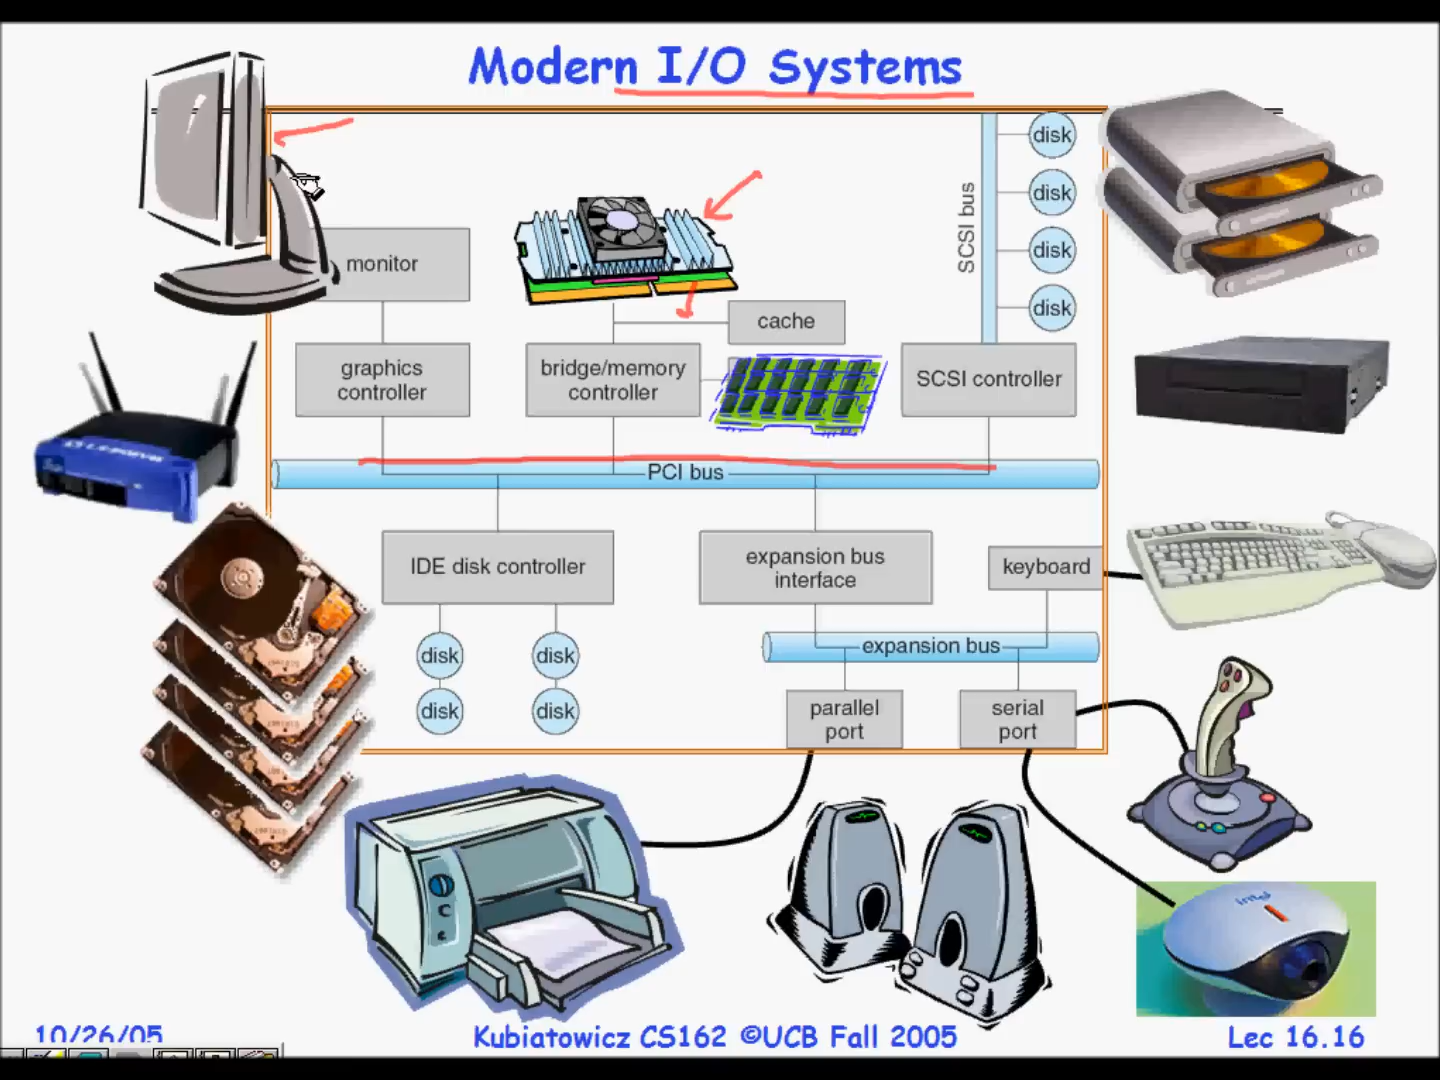 Modern I/O Systems
disk
disk
SCSI bus
disk
disk
monitor
cache
graphics
controller
bridge/memory
controller
SCSI controller
PCI bus
IDE disk controller
expansion bus
interface
keyboard
expansion bus
disk
disk
disk
disk
parallel
port
serial
port
intel
10/26/05
Kubiatowicz CS162 ©UCB Fall 2005
Lec 16.16